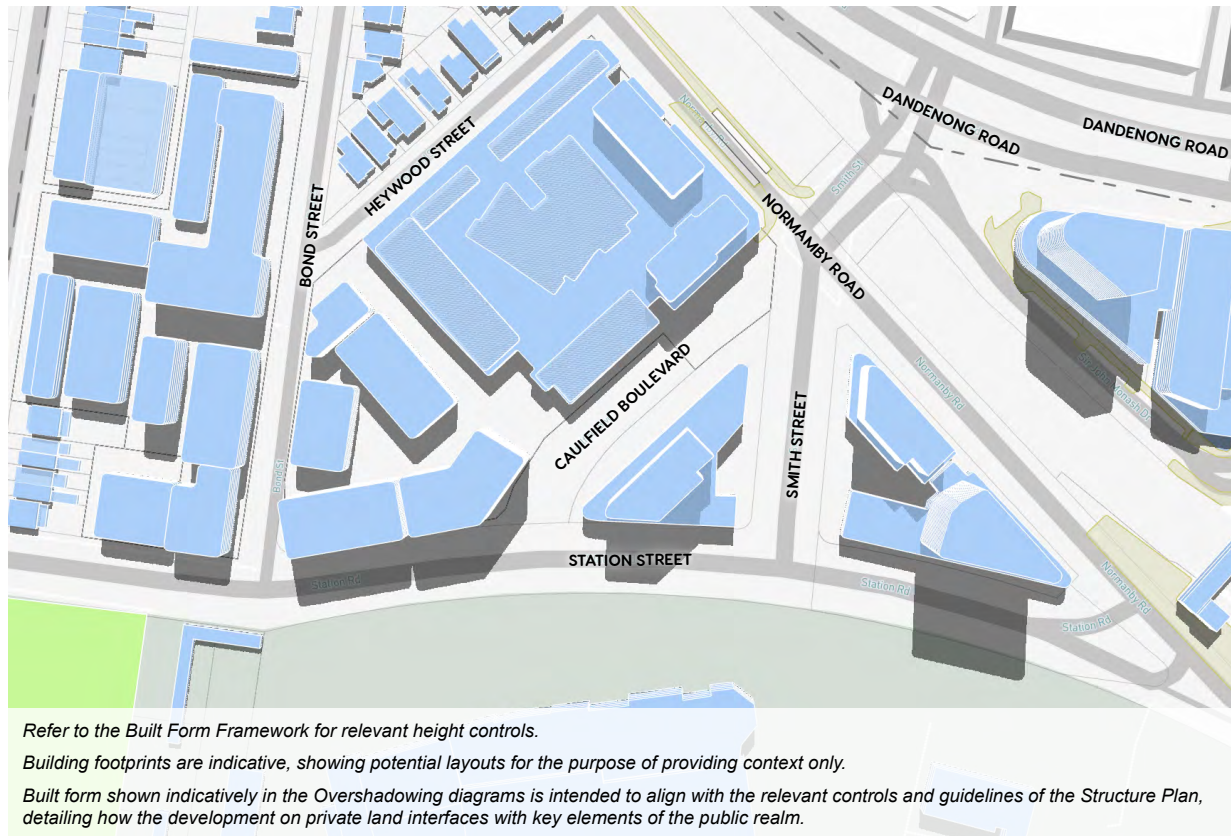 DANDENONG ROAD
DANDENONG ROAD
HEYWOOD STREET
Smith St
BOND STREET
NORMAMBY ROAD
CAULFIELD BOULEVARD
Normanby Rd
SMITH STREET
Bond St
STATION STREET
Station Rd
Station Rd
Normanby Rd
Station Rd
Refer to the Built Form Framework for relevant height controls.
Building footprints are indicative, showing potential layouts for the purpose of providing context only.
Built form shown indicatively in the Overshadowing diagrams is intended to align with the relevant controls and guidelines of the Structure Plan,
detailing how the development on private land interfaces with key elements of the public realm.